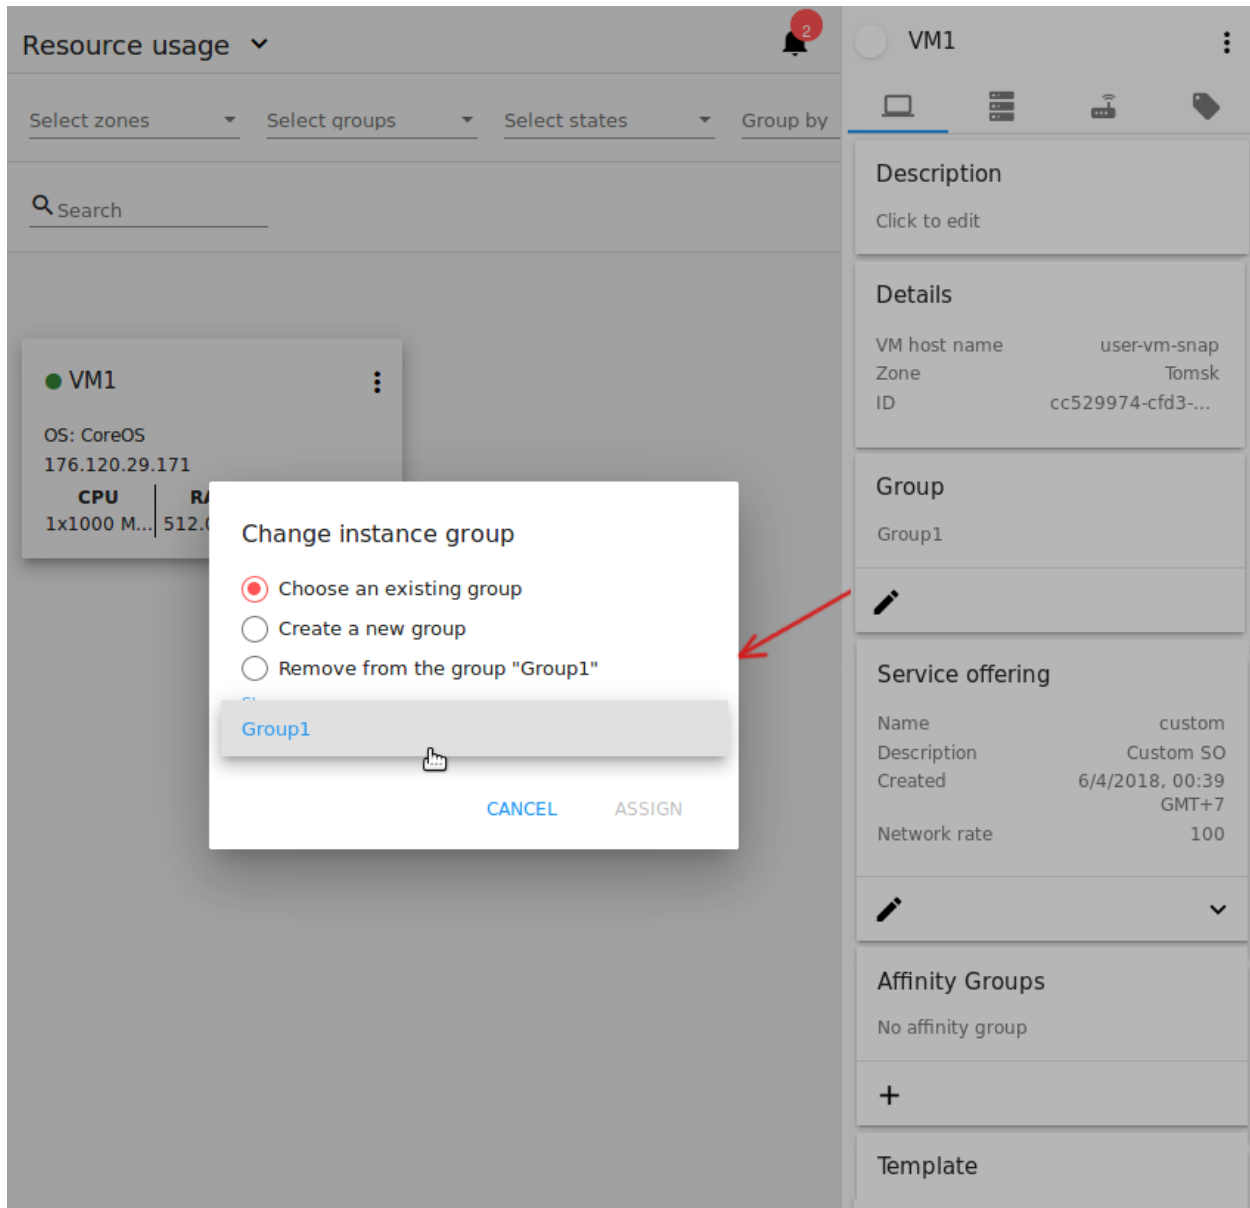 Resource usage
2
Select zones
Select groups
Select states
Group by
Search
VM1
OS: CoreOS
176.120.29.171
CPU
1x1000 M...
512.0
Change instance group
Choose an existing group
Create a new group
Remove from the group "Group1"
Group1
CANCEL
ASSIGN
VM1
Description
Click to edit
Details
VM host name user-vm-snap
Zone Tomsk
ID cc529974-cfd3-...
Group
Group1
Service offering
Name custom
Description Custom SO
Created 6/4/2018, 00:39
GMT+7
Network rate 100
Affinity Groups
No affinity group
Template